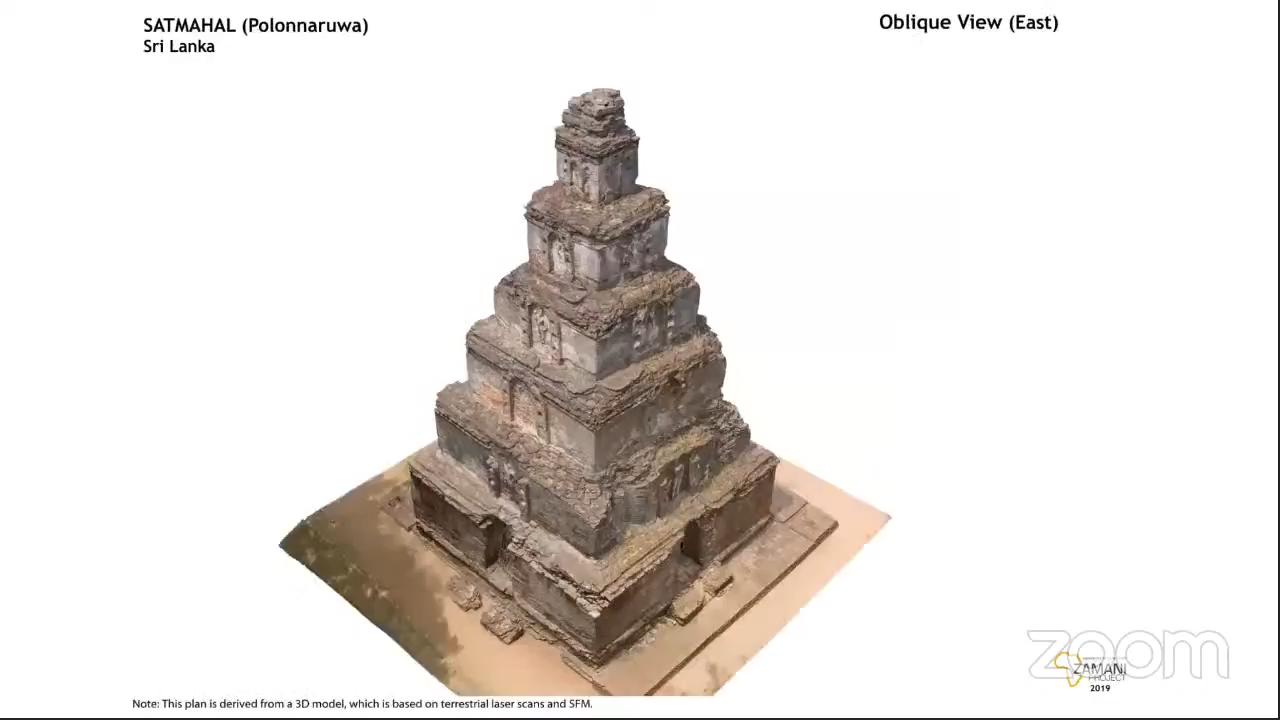 SATMAHAL (Polonnaruwa)
Sri Lanka
Oblique View (East)
zoom
ZAMANI
PROJECT
2019
Note: This plan is derived from a 3D model, which is based on terrestrial laser scans and SFM.